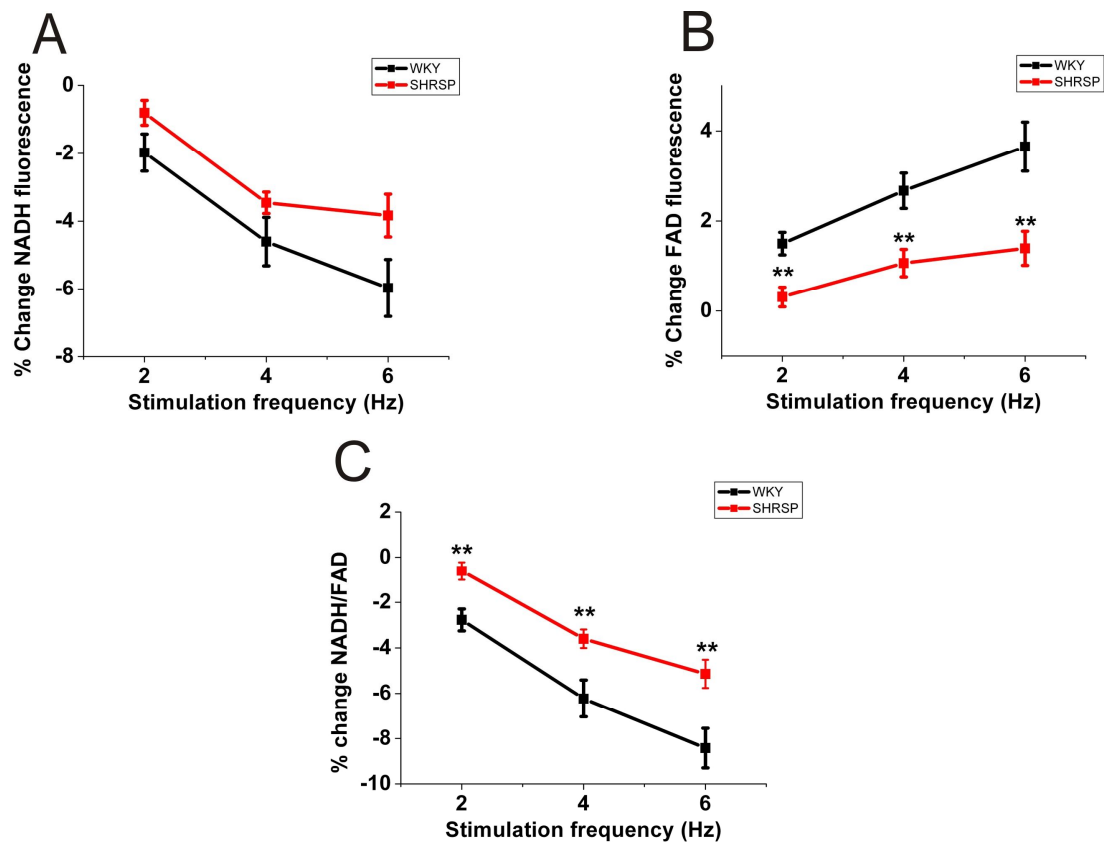 A
WKY
SHRSP
0
-2
-4
-6
-8
% Change NADH fluorescence
2 4 6
Stimulation frequency (Hz)
B
WKY
SHRSP
4
2
0
% Change FAD fluorescence
** ** **
2 4 6
Stimulation frequency (Hz)
C
WKY
SHRSP
2
0
-2
-4
-6
-8
-10
% change NADH/FAD
** ** **
2 4 6
Stimulation frequency (Hz)